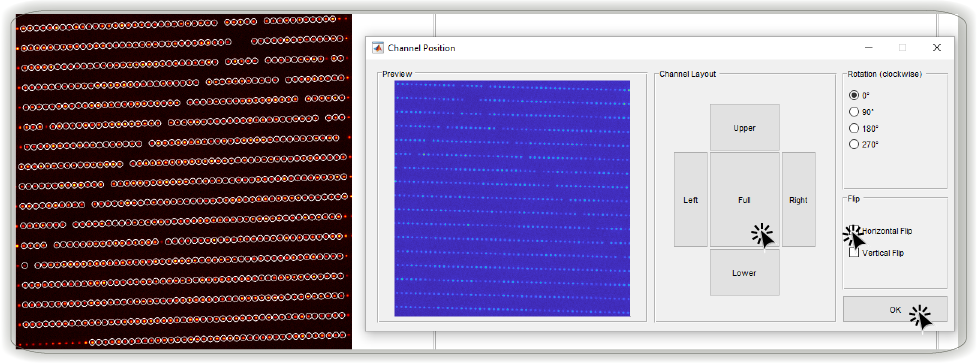 Channel Position
Preview
Channel Layout
Upper
Left
Full
Right
Lower
Rotation (clockwise)
0°
90°
180°
270°
Flip
Horizontal Flip
Vertical Flip
OK